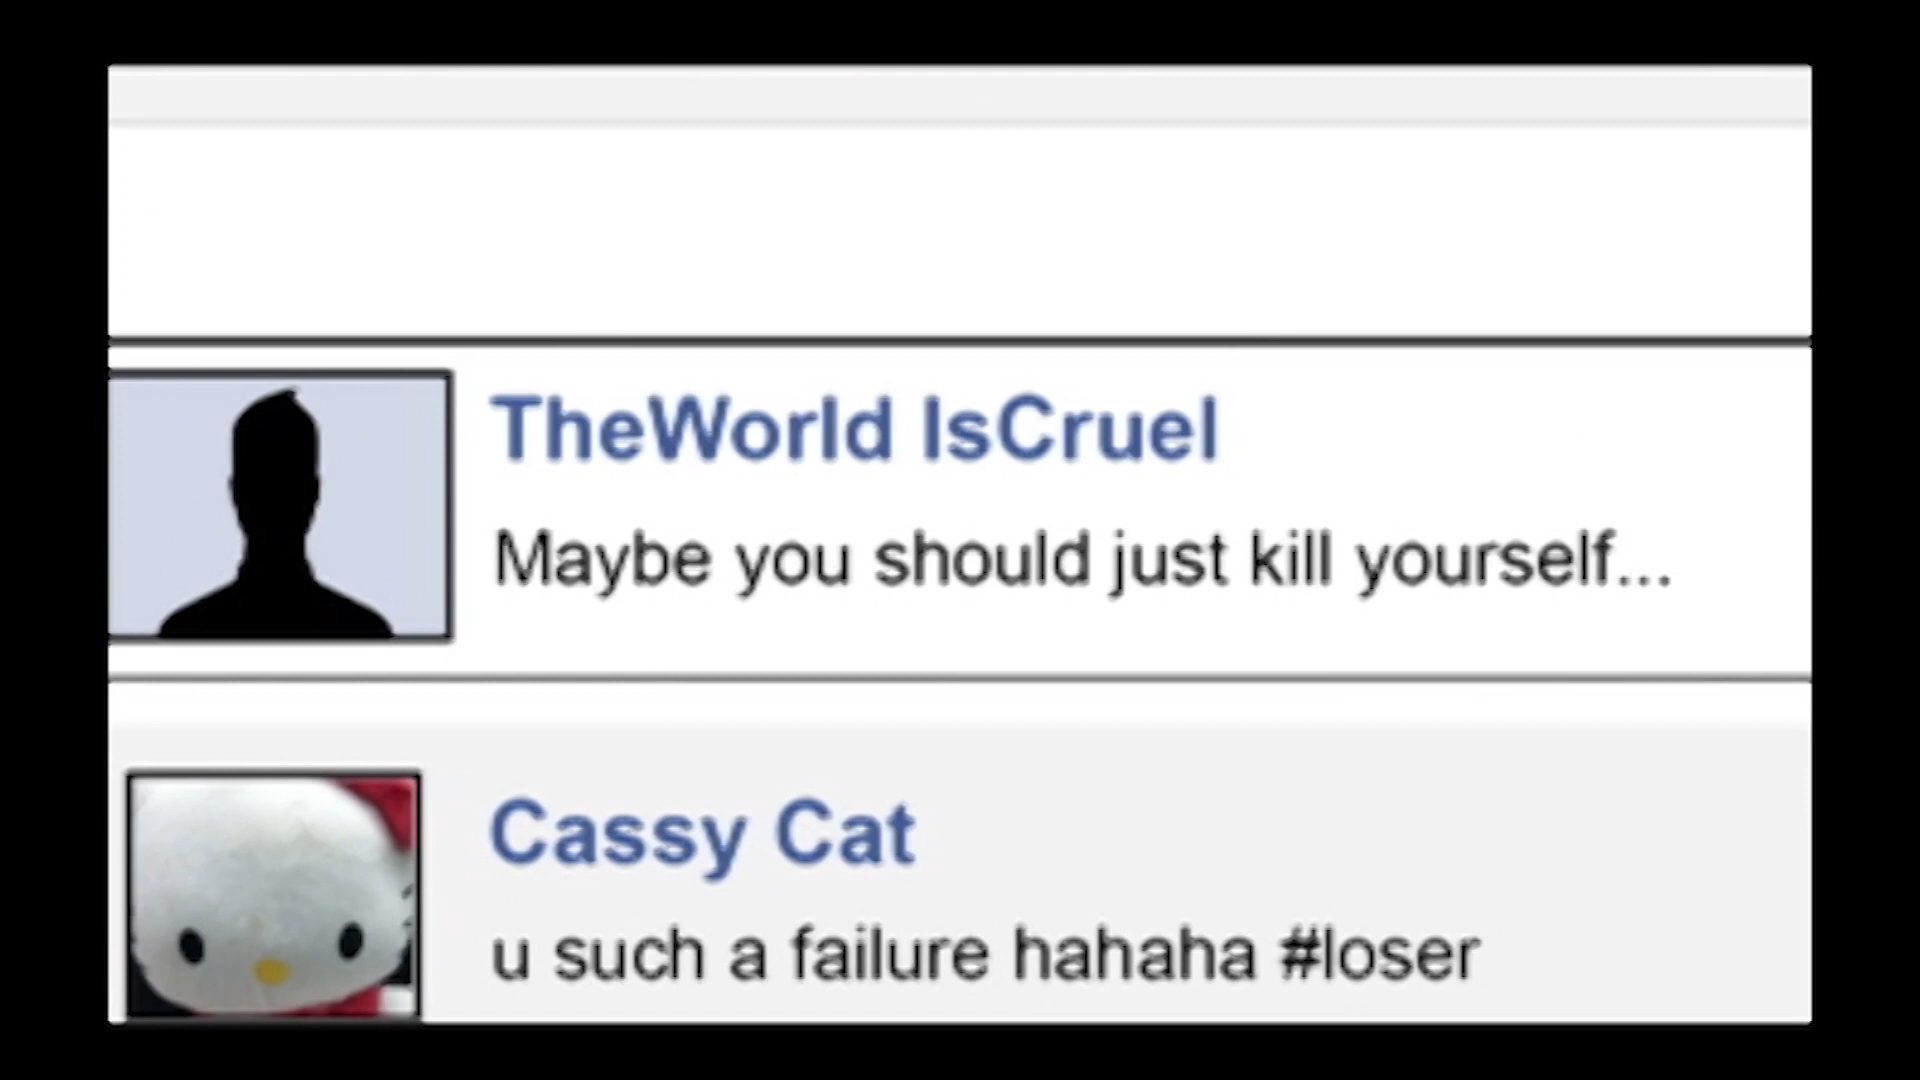 TheWorld IsCruel
Maybe you should just kill yourself...
Cassy Cat
u such a failure hahaha #loser